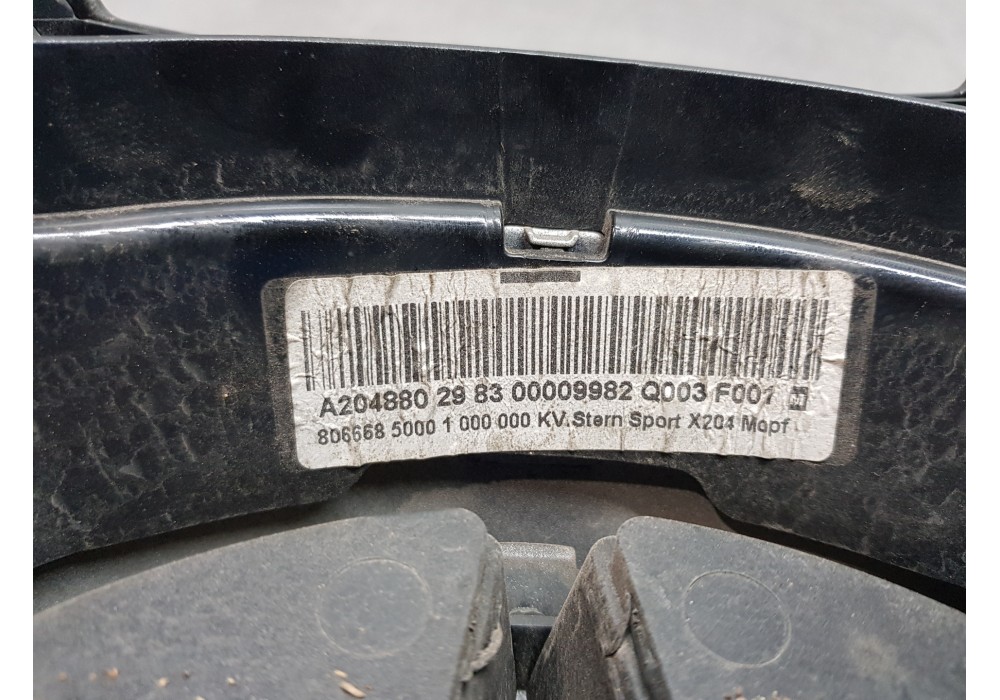 A204880 29 83 00009982 Q003 F001
806668 5000 1 000 000 KV.Stern Sport X204 Mopf